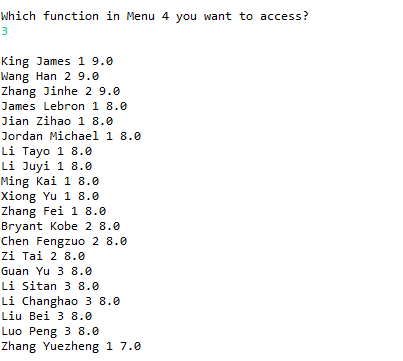 Which function in Menu 4 you want to access?
3
King James 1 9.0
Wang Han 2 9.0
Zhang Jinhe 2 9.0
James Lebron 1 8.0
Jian Zihao 1 8.0
Jordan Michael 1 8.0
Li Tayo 1 8.0
Li Juyi 1 8.0
Ming Kai 1 8.0
Xiong Yu 1 8.0
Zhang Fei 1 8.0
Bryant Kobe 2 8.0
Chen Fengzuo 2 8.0
Zi Tai 2 8.0
Guan Yu 3 8.0
Li Sitan 3 8.0
Li Changhao 3 8.0
Liu Bei 3 8.0
Luo Peng 3 8.0
Zhang Yuezheng 1 7.0